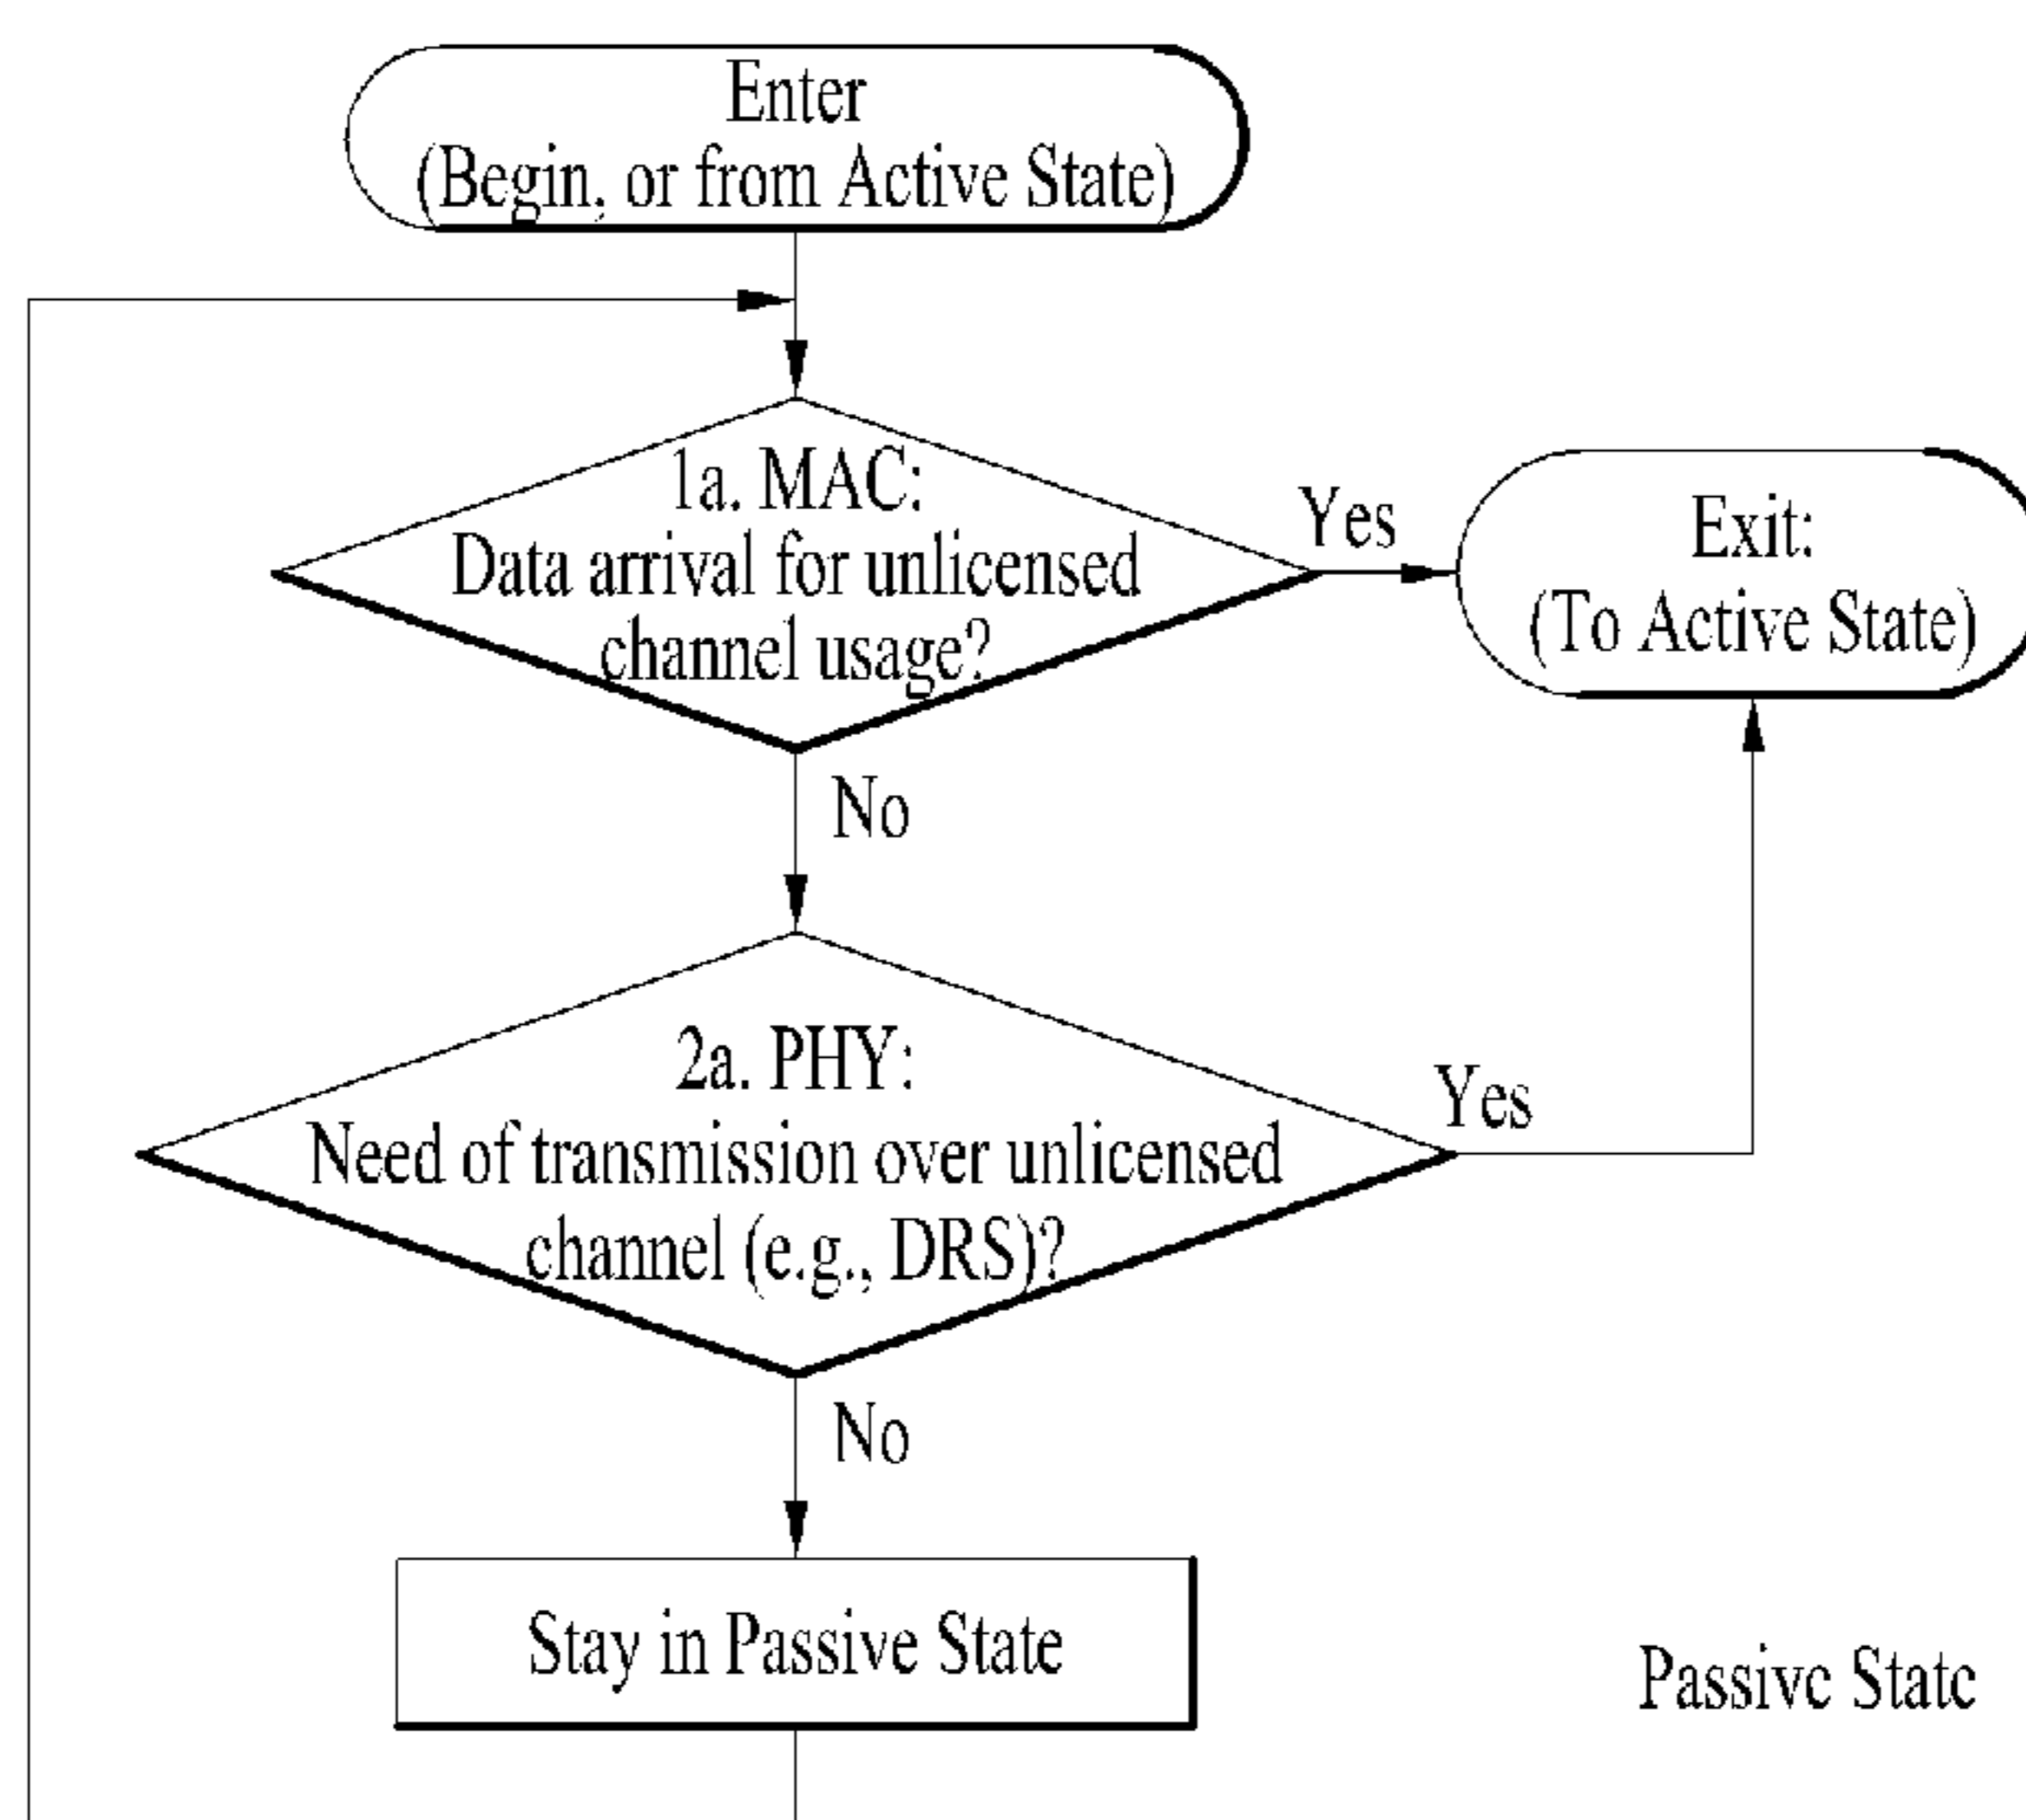 Enter
(Begin, or from Active State)
1a. MAC:
Data arrival for unlicensed
channel usage?
Yes
Exit:
(To Active State)
No
2a. PHY:
Need of transmission over unlicensed
channel (e.g., DRS)?
Yes
No
Stay in Passive State
Passive State